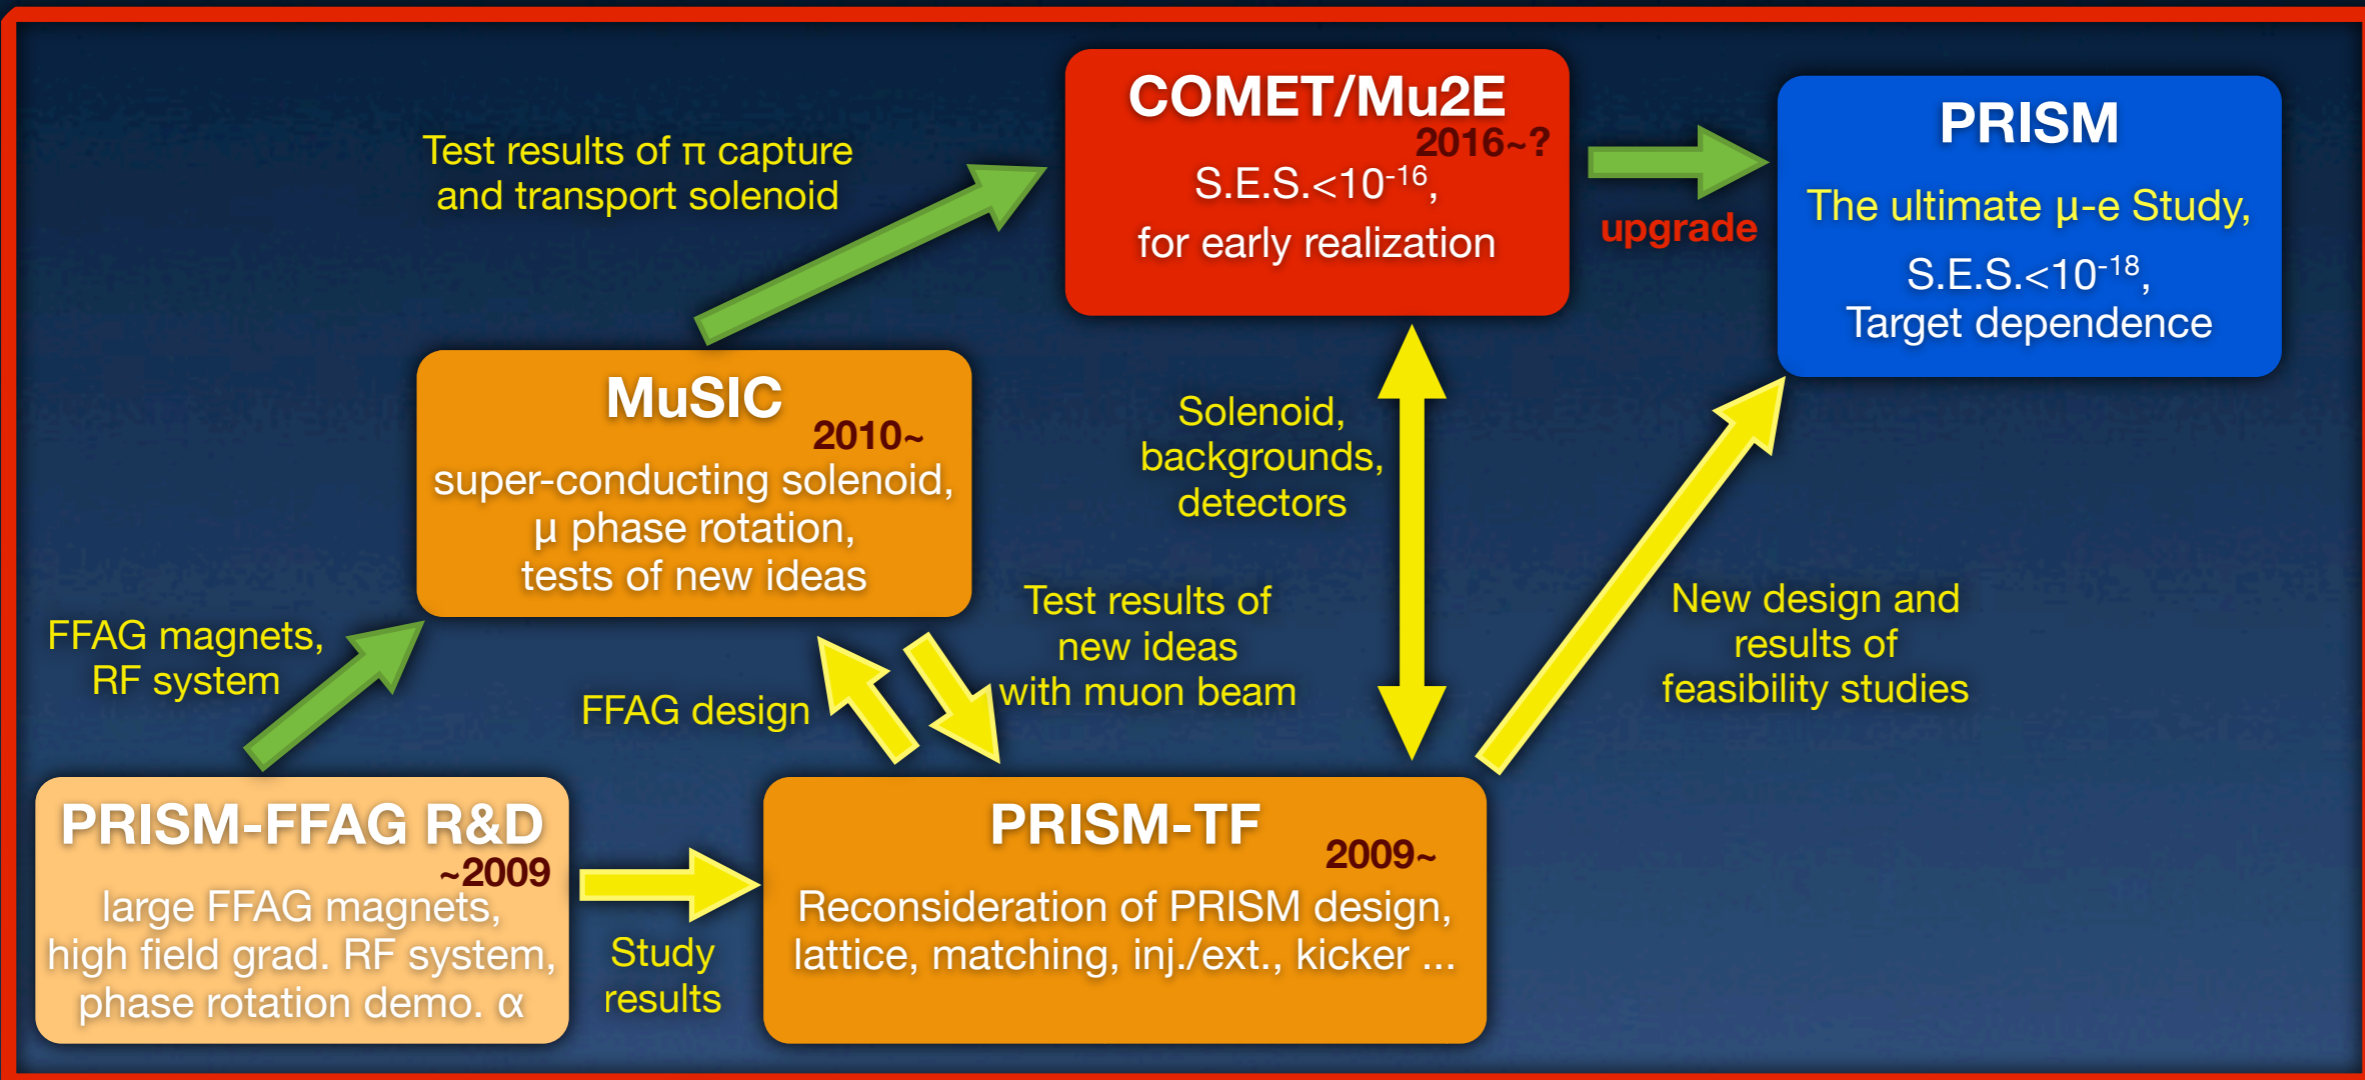 COMET/Mu2E
2016~?
S.E.S.<10⁻¹⁶,
for early realization
PRISM
The ultimate μ-e Study,
S.E.S.<10⁻¹⁸,
Target dependence
upgrade
Test results of π capture
and transport solenoid
MuSIC
2010~
super-conducting solenoid,
μ phase rotation,
tests of new ideas
Solenoid,
backgrounds,
detectors
FFAG magnets,
RF system
FFAG design
Test results of
new ideas
with muon beam
New design and
results of
feasibility studies
PRISM-FFAG R&D
~2009
large FFAG magnets,
high field grad. RF system,
phase rotation demo. α
Study
results
PRISM-TF
2009~
Reconsideration of PRISM design,
lattice, matching, inj./ext., kicker ...